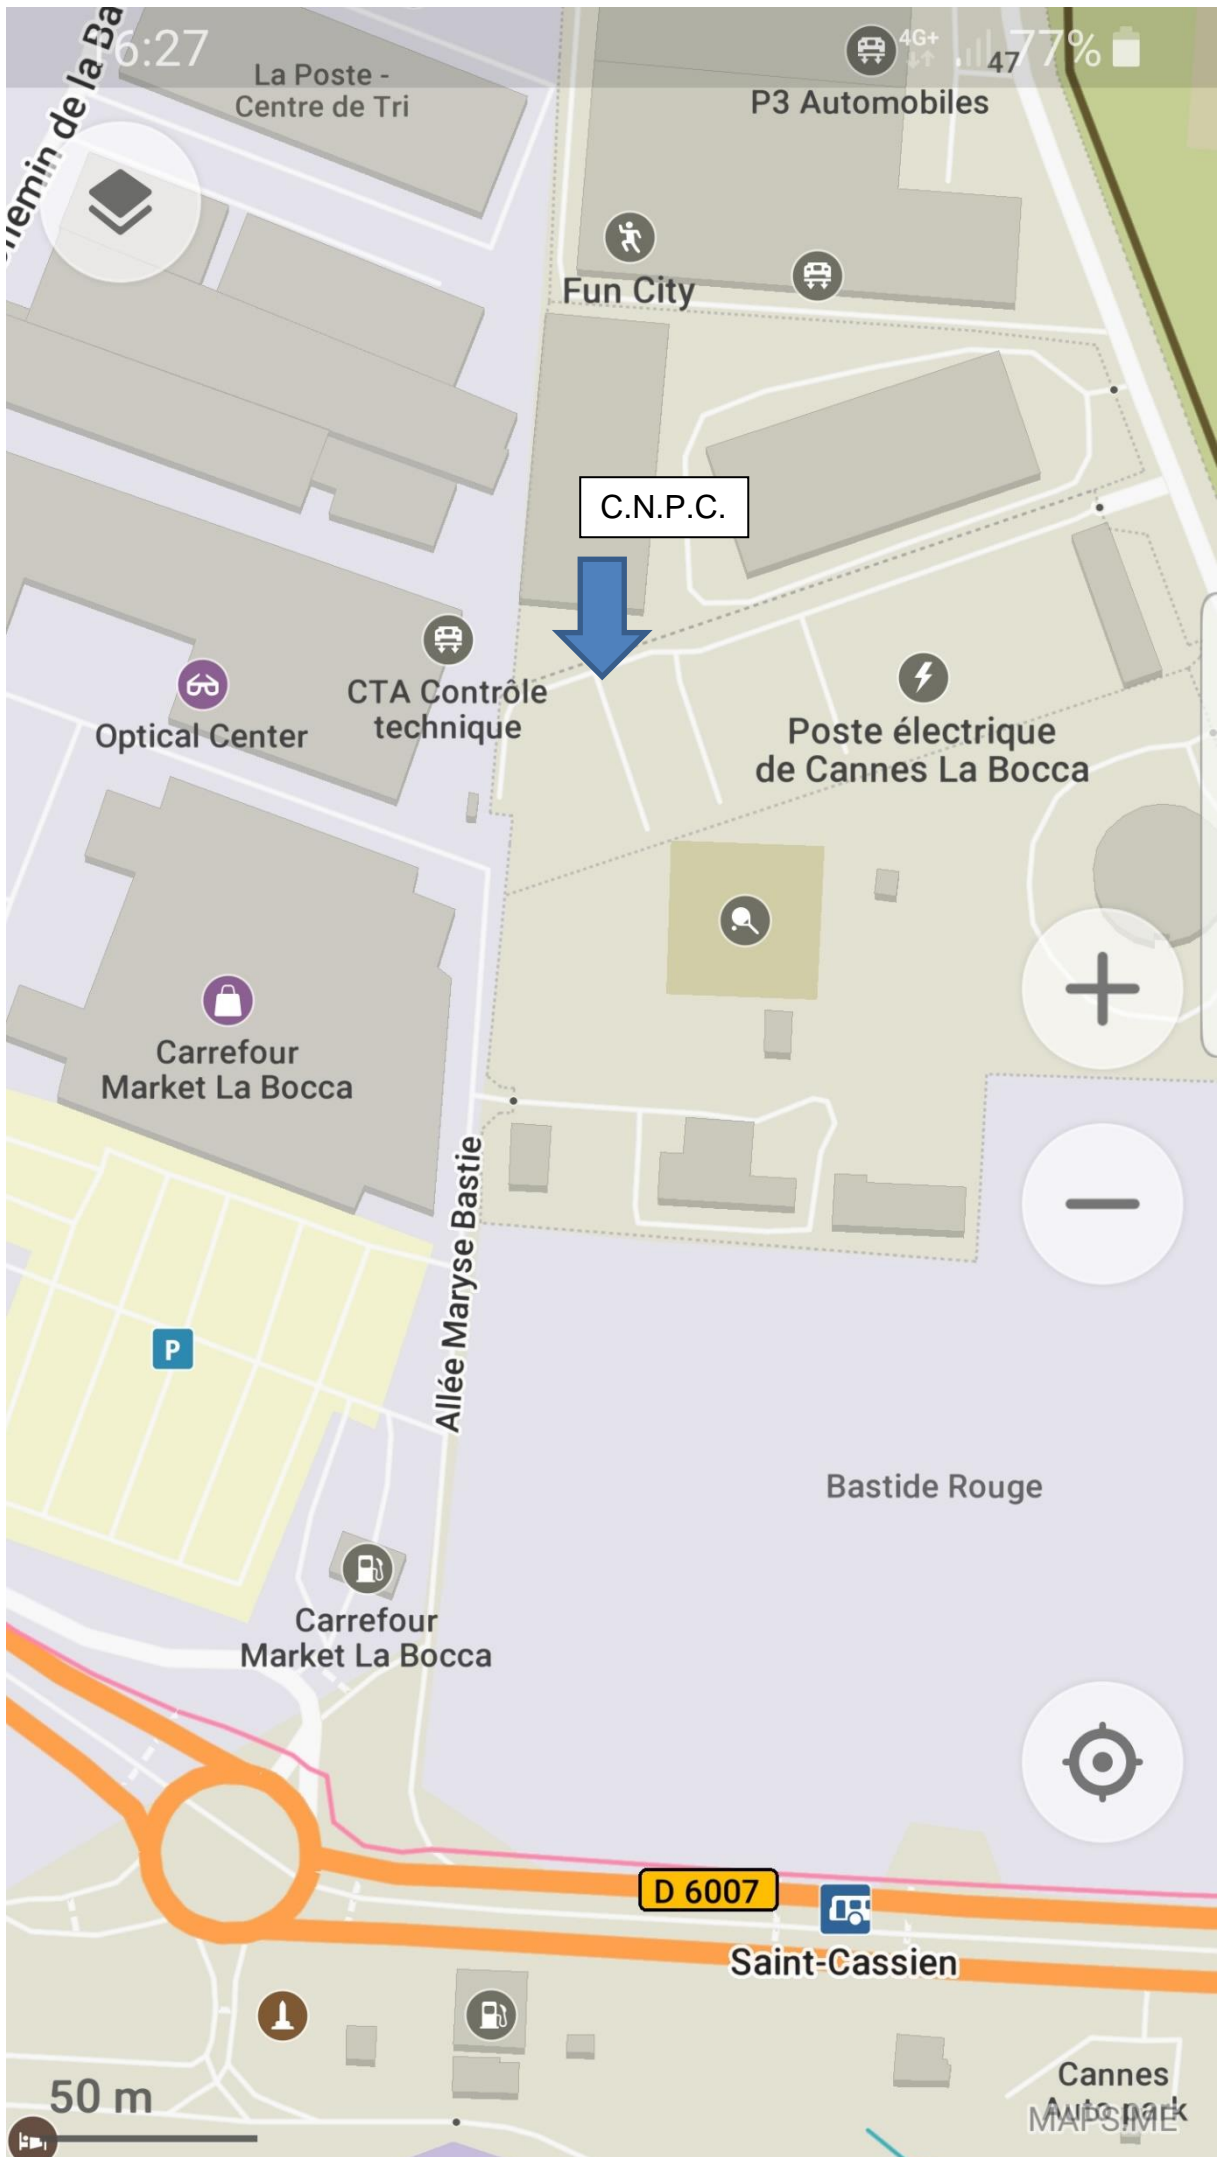 6:27
4G+
77%
47
La Poste -
Centre de Tri
P3 Automobiles
Fun City
C.N.P.C.
CTA Contrôle
technique
Optical Center
Poste électrique
de Cannes La Bocca
Carrefour
Market La Bocca
Allée Maryse Bastie
P
Bastide Rouge
Carrefour
Market La Bocca
D 6007
Saint-Cassien
50 m
Cannes
Auto park
MAPS.ME